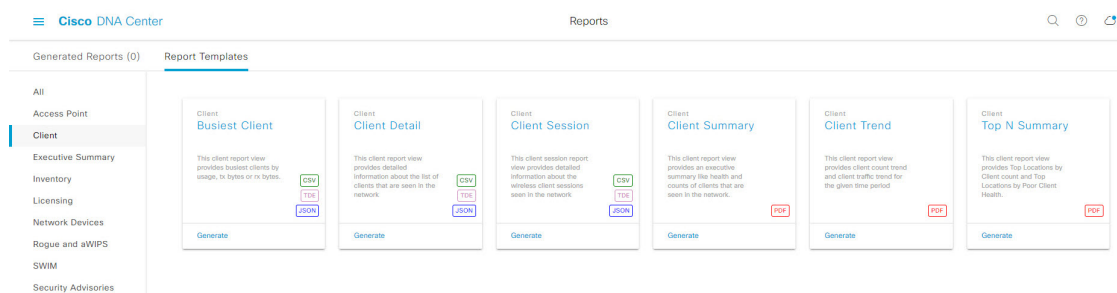 Cisco DNA Center
Reports
Generated Reports (0)
Report Templates
All
Access Point
Client
Executive Summary
Inventory
Licensing
Network Devices
Rogue and aWIPS
SWIM
Security Advisories
Client
Busiest Client
This client report view
provides busiest clients by
usage, tx bytes or rx bytes.
CSV
TDE
JSON
Generate
Client
Client Detail
This client report view
provides detailed
information about the list of
clients that are seen in the
network
CSV
TDE
JSON
Generate
Client
Client Session
This client session report
view provides detailed
information about the
wireless client sessions
seen in the network
CSV
TDE
JSON
Generate
Client
Client Summary
This client report view
provides an executive
summary like health and
counts of clients that are
seen in the network.
PDF
Generate
Client
Client Trend
This client report view
provides client count trend
and client traffic trend for
the given time period
PDF
Generate
Client
Top N Summary
This client report view
provides Top Locations by
Client count and Top
Locations by Poor Client
Health.
PDF
Generate